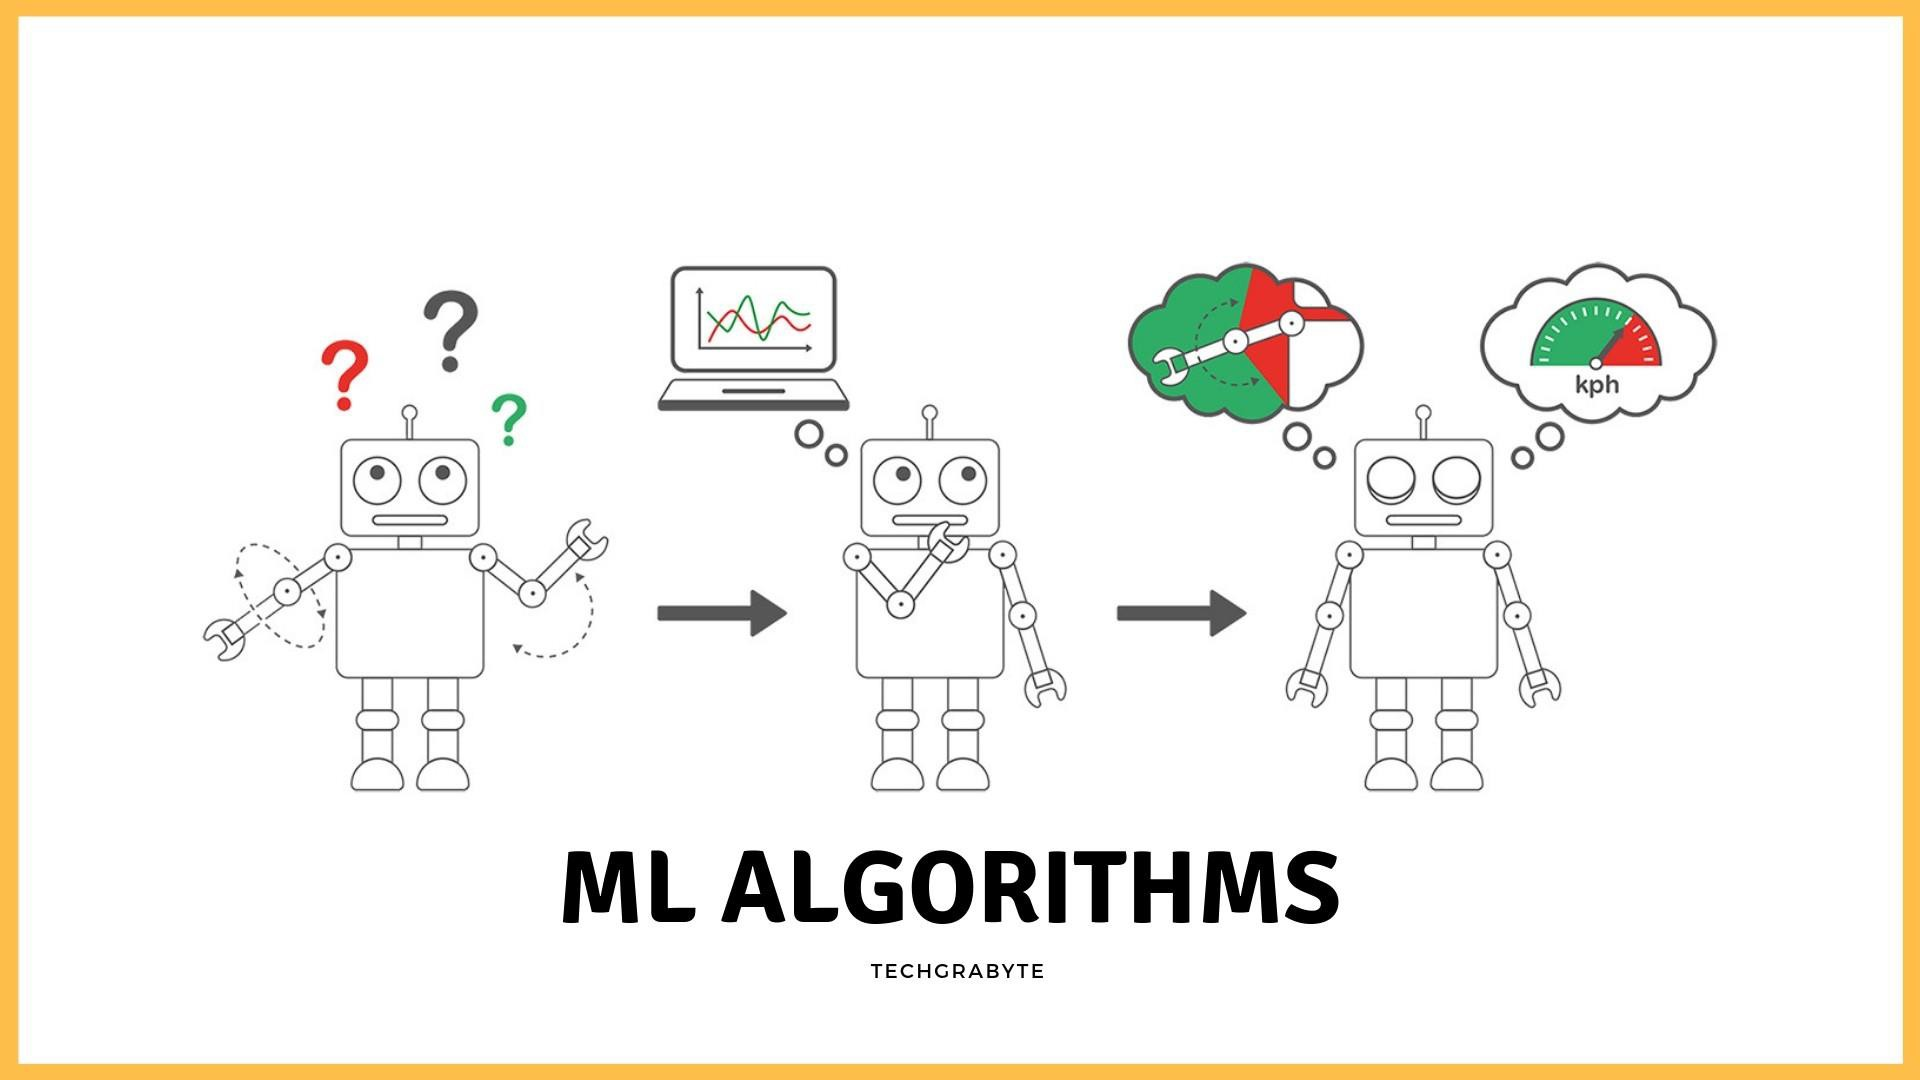 ? ? ?
kph
ML ALGORITHMS
TECHGRABYTE